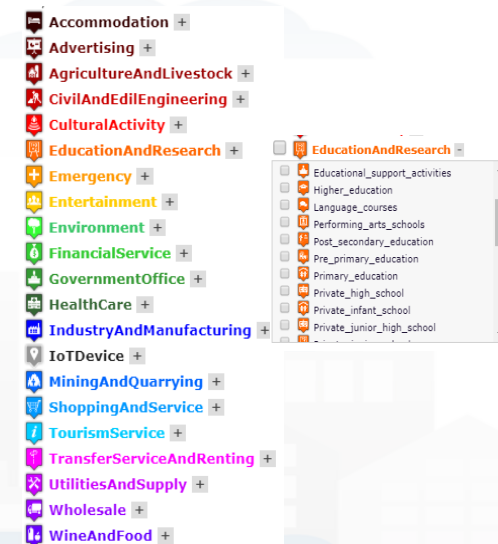 Accommodation +
Advertising +
AgricultureAndLivestock +
CivilAndEdilEngineering +
CulturalActivity +
EducationAndResearch +
Emergency +
Entertainment +
Environment +
FinancialService +
GovernmentOffice +
HealthCare +
IndustryAndManufacturing +
IoTDevice +
MiningAndQuarrying +
ShoppingAndService +
TourismService +
TransferServiceAndRenting +
UtilitiesAndSupply +
Wholesale +
WineAndFood +
EducationAndResearch -
Educational_support_activities
Higher_education
Language_courses
Performing_arts_schools
Post_secondary_education
Pre_primary_education
Primary_education
Private_high_school
Private_infant_school
Private_junior_high_school